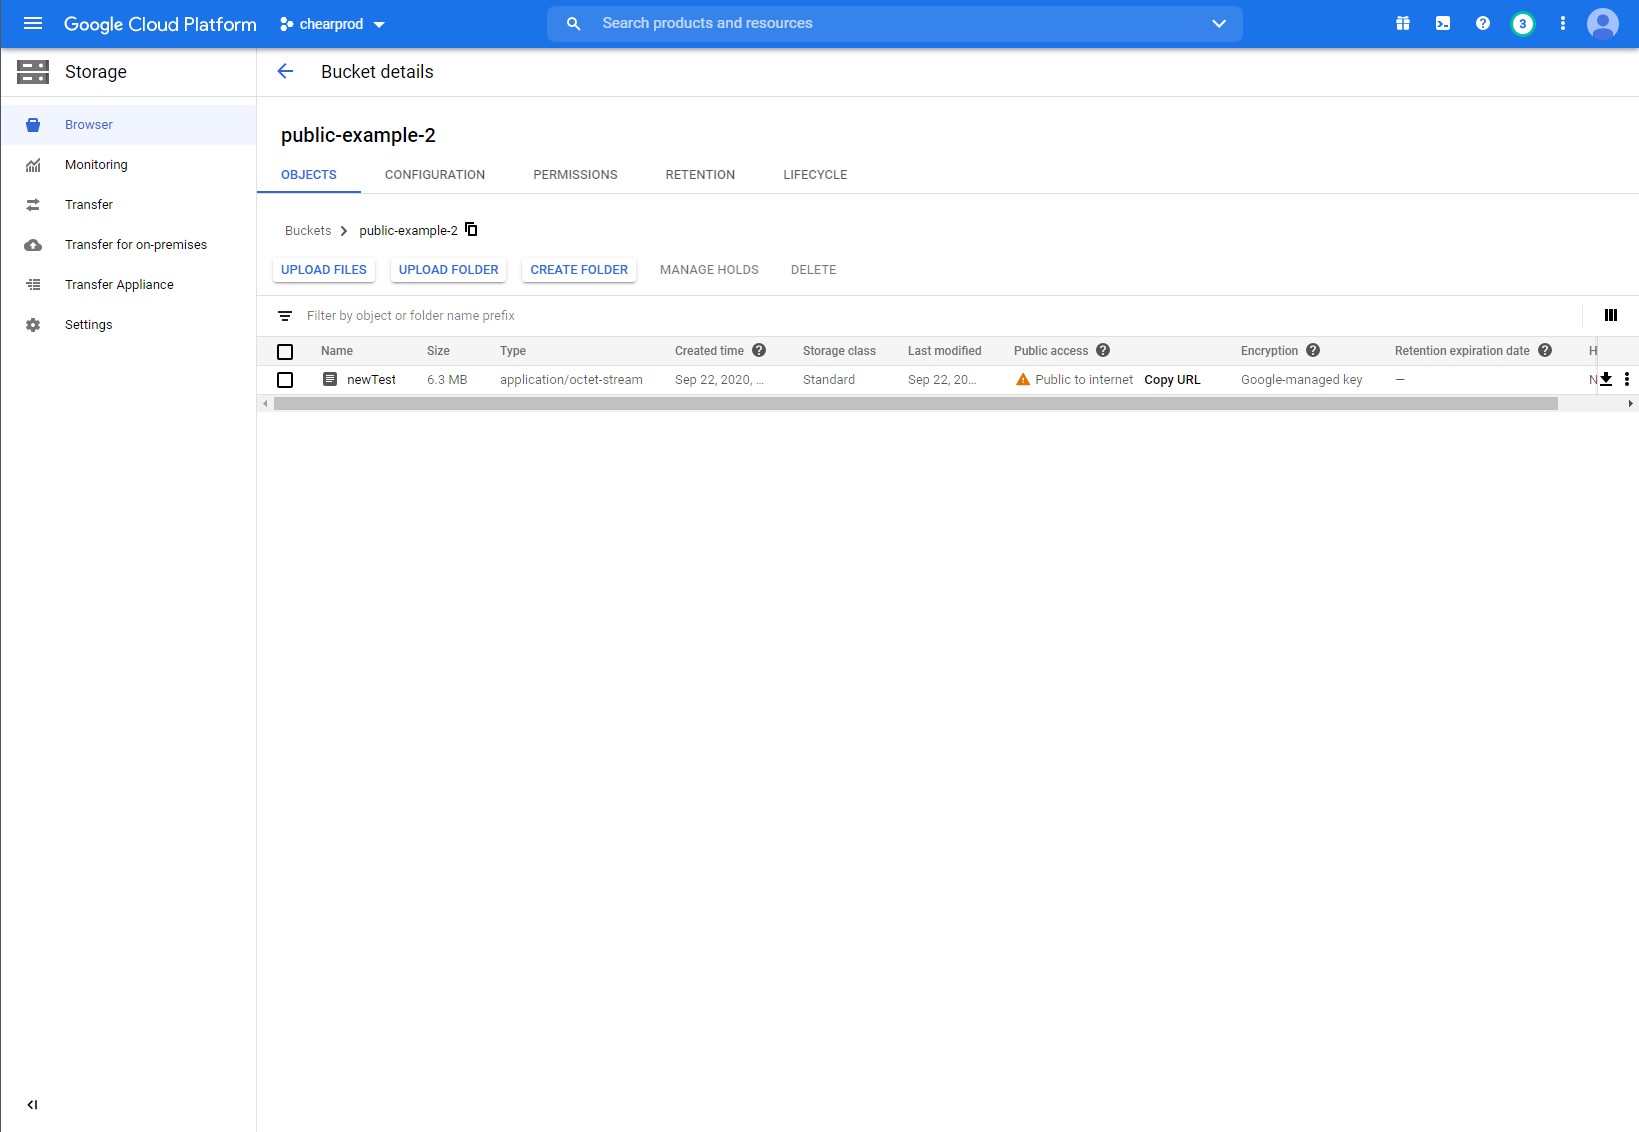 Google Cloud Platform
chearprod
Search products and resources
3
Storage
Bucket details
Browser
Monitoring
Transfer
Transfer for on-premises
Transfer Appliance
Settings
public-example-2
OBJECTS CONFIGURATION PERMISSIONS RETENTION LIFECYCLE
Buckets public-example-2
UPLOAD FILES UPLOAD FOLDER CREATE FOLDER MANAGE HOLDS DELETE
Filter by object or folder name prefix
Name Size Type Created time Storage class Last modified Public access Encryption Retention expiration date H
newTest 6.3 MB application/octet-stream Sep 22, 2020, ... Standard Sep 22, 20... Public to internet Copy URL Google-managed key — N